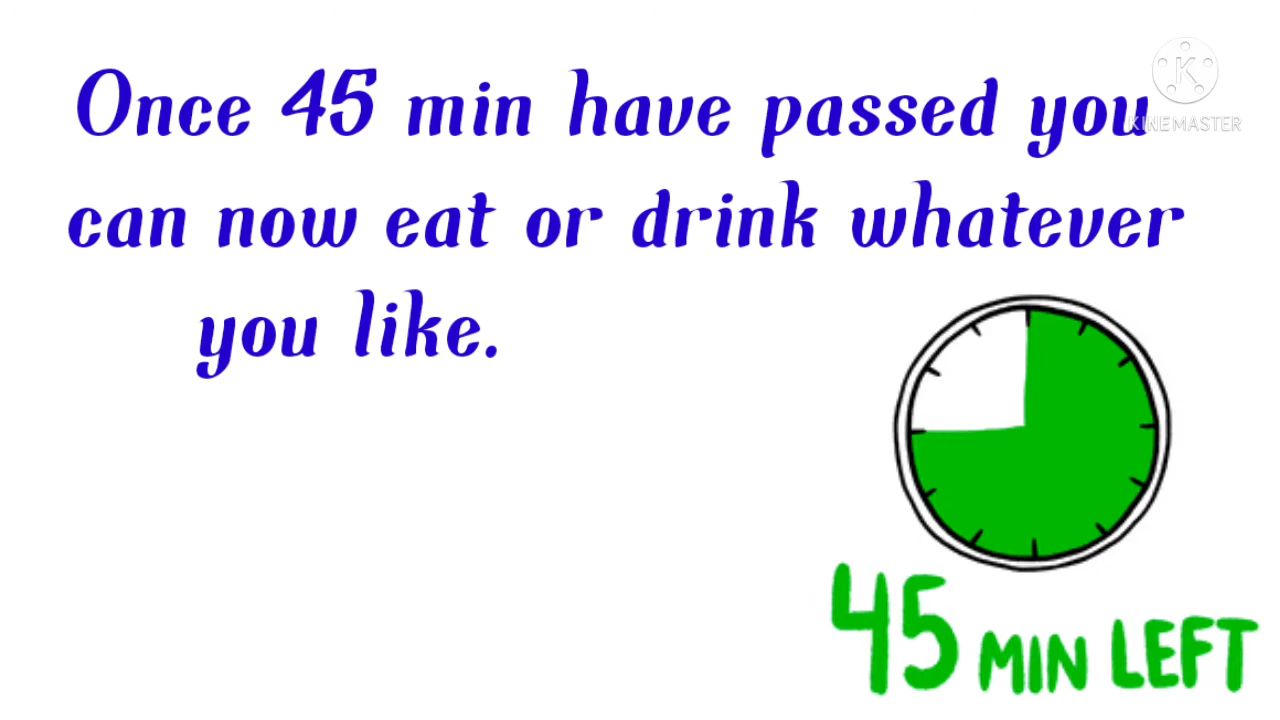 Once 45 min have passed you
can now eat or drink whatever
you like.
KINEMASTER
45 MIN LEFT